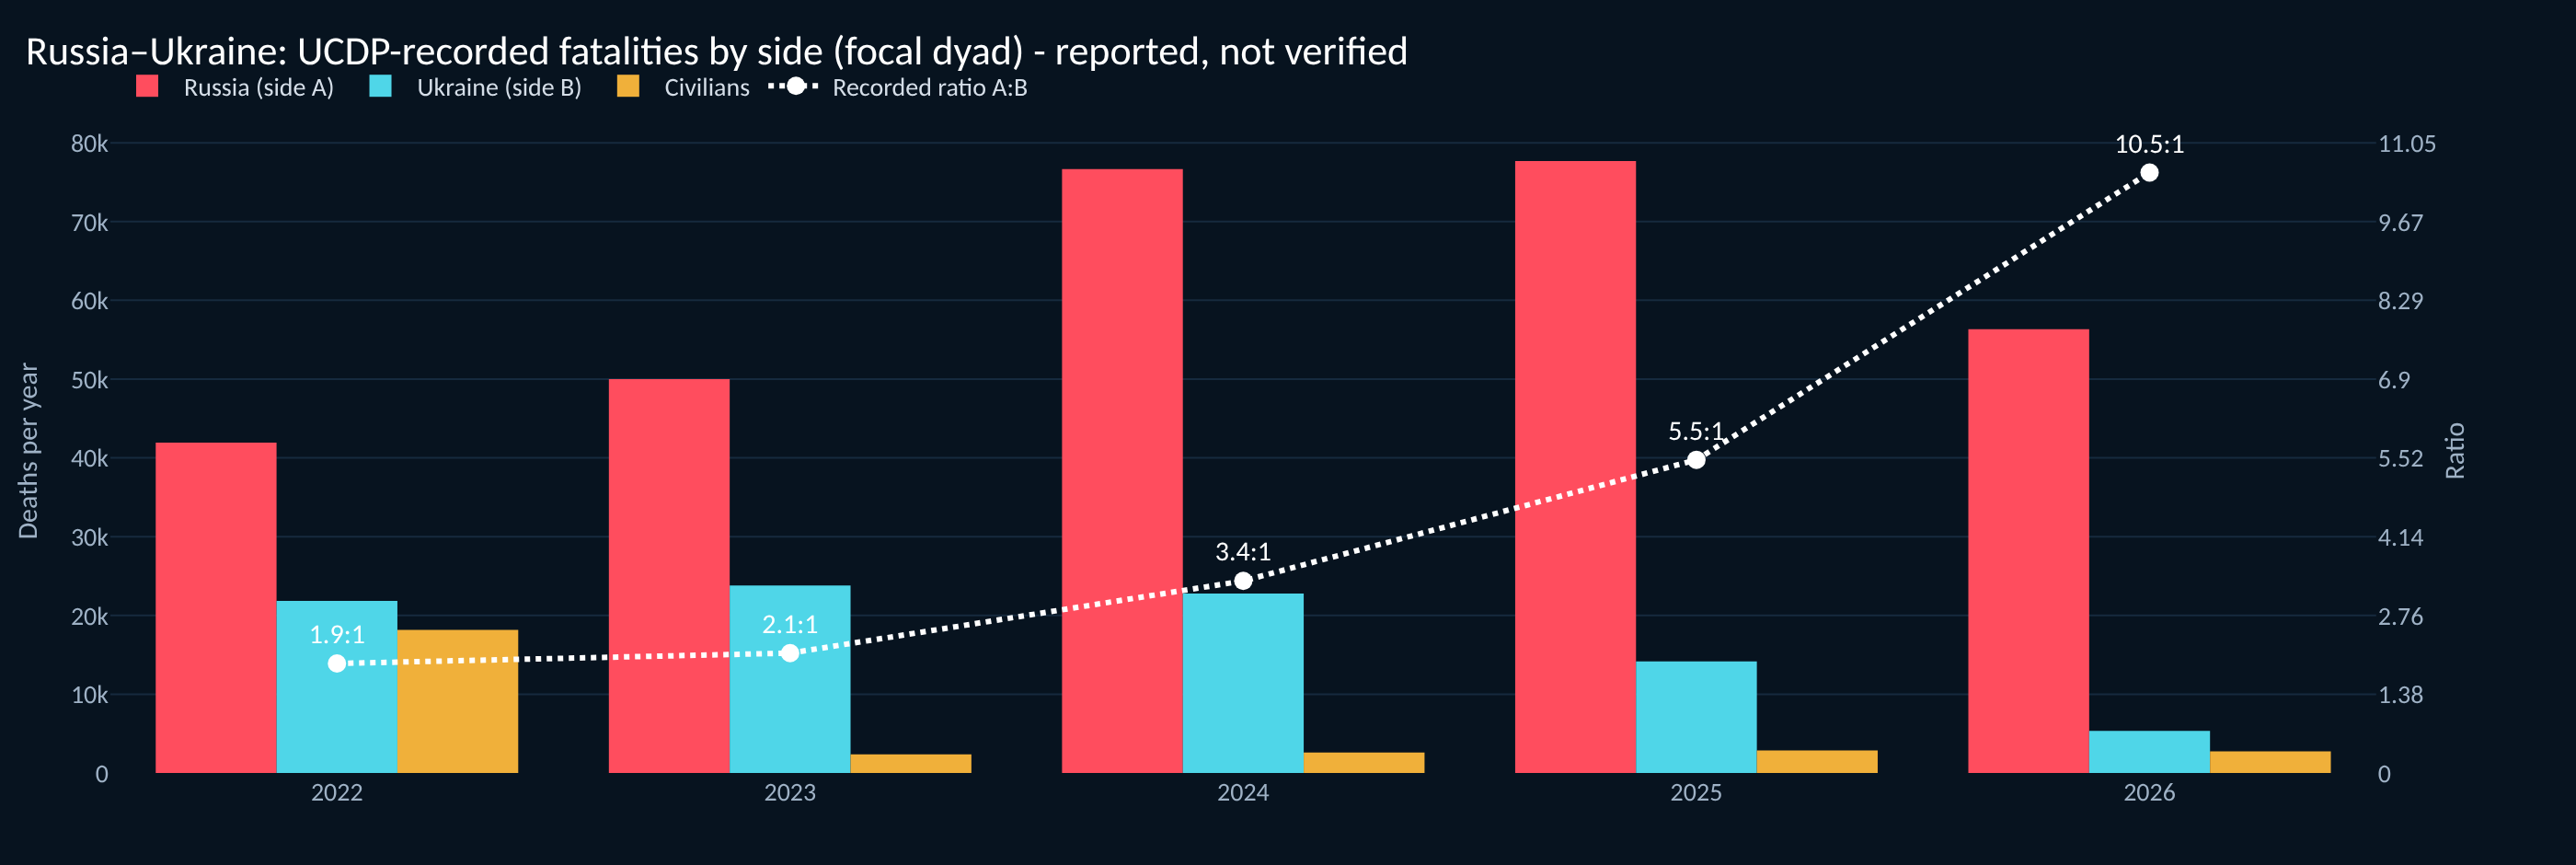 Russia–Ukraine: UCDP-recorded fatalities by side (focal dyad) - reported, not verified
Russia (side A) Ukraine (side B) Civilians Recorded ratio A:B
80k 10.5:1 11.05
70k 9.67
60k 8.29
50k 6.9
5.5:1
40k 5.52
Deaths per year
Ratio
30k 3.4:1 4.14
20k 1.9:1 2.1:1 2.76
10k 1.38
0 0
2022 2023 2024 2025 2026